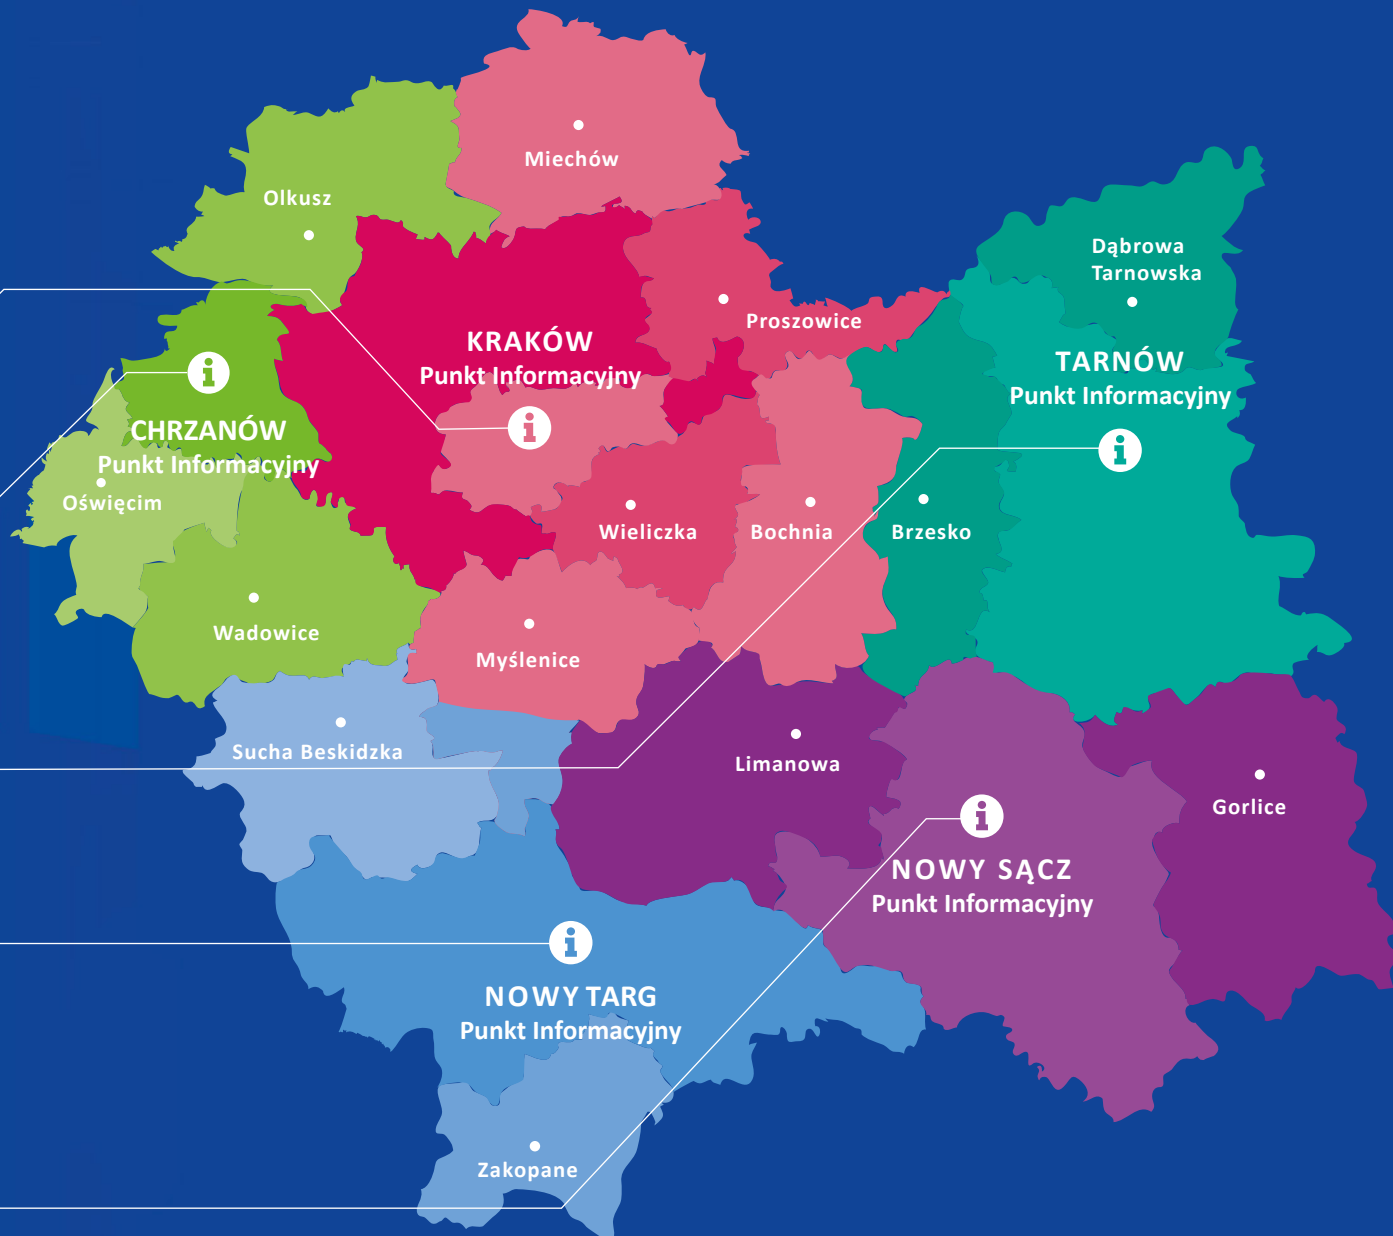 Miechów
Olkusz
Dąbrowa
Tarnowska
Proszowice
KRAKÓW
Punkt Informacyjny
TARNÓW
Punkt Informacyjny
CHRZANÓW
Punkt Informacyjny
Oświęcim
Wieliczka
Bochnia
Brzesko
Wadowice
Myślenice
Sucha Beskidzka
Limanowa
Gorlice
NOWY SĄCZ
Punkt Informacyjny
NOWY TARG
Punkt Informacyjny
Zakopane